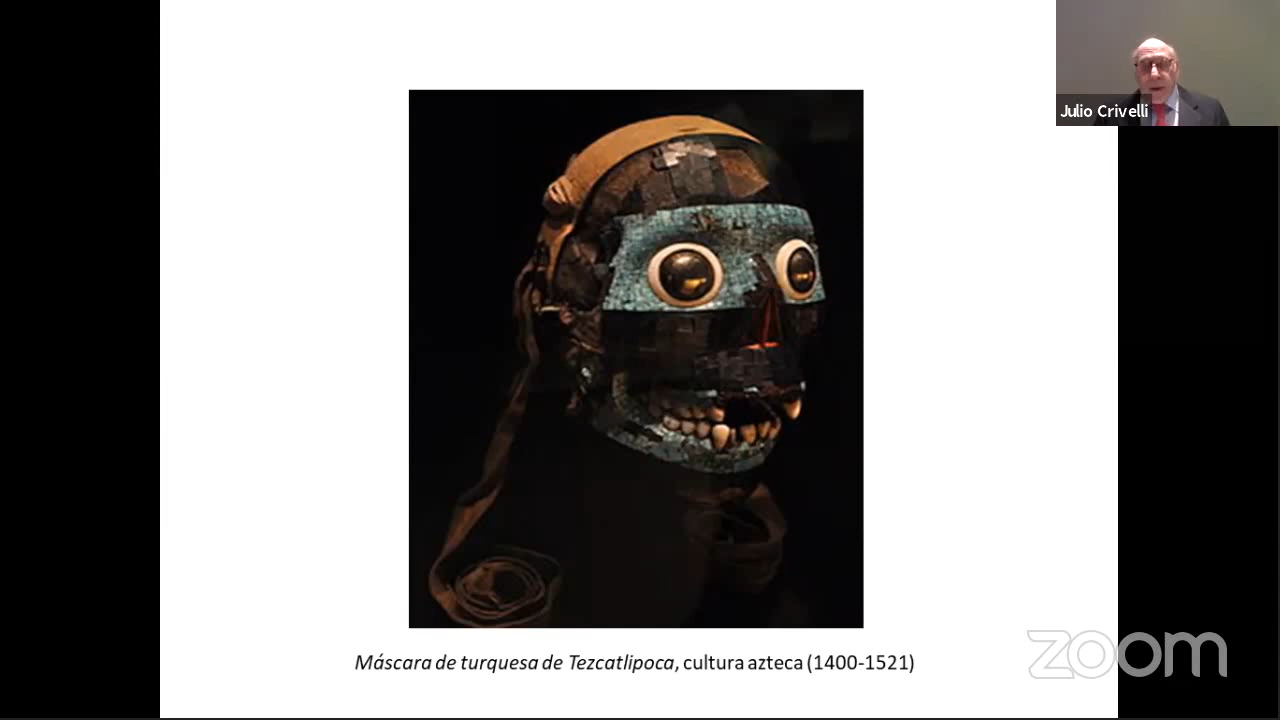 Julio Crivelli
Máscara de turquesa de Tezcatlipoca, cultura azteca (1400-1521)
zoom